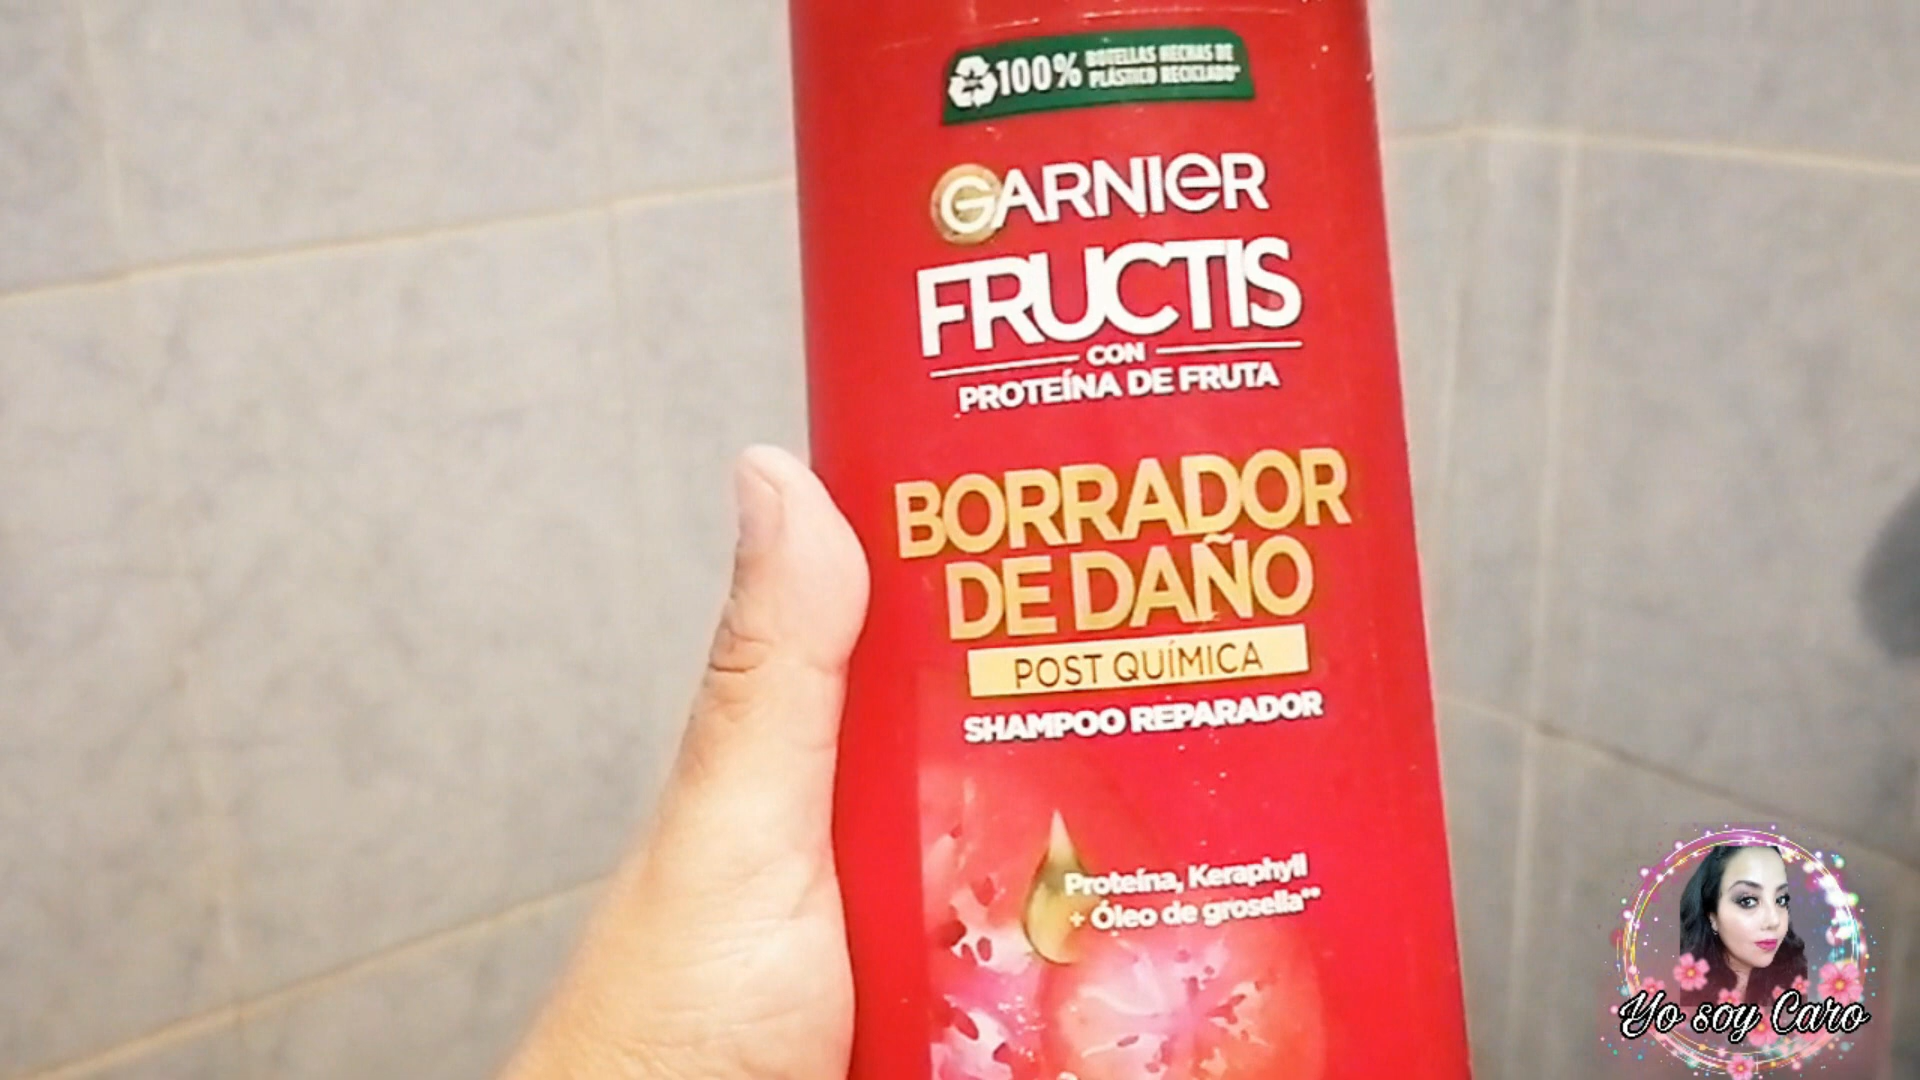 100% BOTELLAS HECHAS DE
PLÁSTICO RECICLADO*
GARNIER
FRUCTIS
CON
PROTEÍNA DE FRUTA
BORRADOR
DE DAÑO
POST QUÍMICA
SHAMPOO REPARADOR
Proteína, Keraphyll
+ Óleo de grosella**
Yo soy Caro